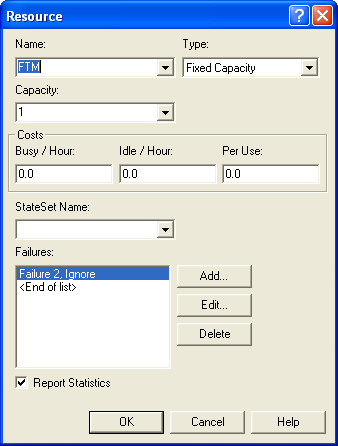 Resource
Name:
Type:
FTM
Fixed Capacity
Capacity:
1
Costs
Busy / Hour:
Idle / Hour:
Per Use:
0.0
0.0
0.0
StateSet Name:
Failures:
Failure 2, Ignore
<End of list>
Add...
Edit...
Delete
Report Statistics
OK
Cancel
Help